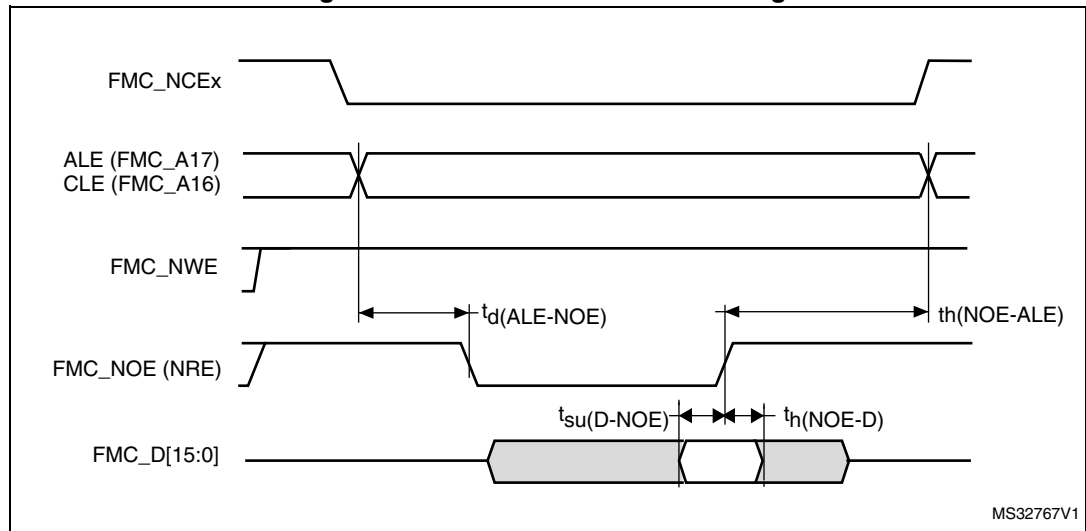 FMC_NCEx
ALE (FMC_A17)
CLE (FMC_A16)
FMC_NWE
td(ALE-NOE)
th(NOE-ALE)
FMC_NOE (NRE)
tsu(D-NOE)
th(NOE-D)
FMC_D[15:0]
MS32767V1